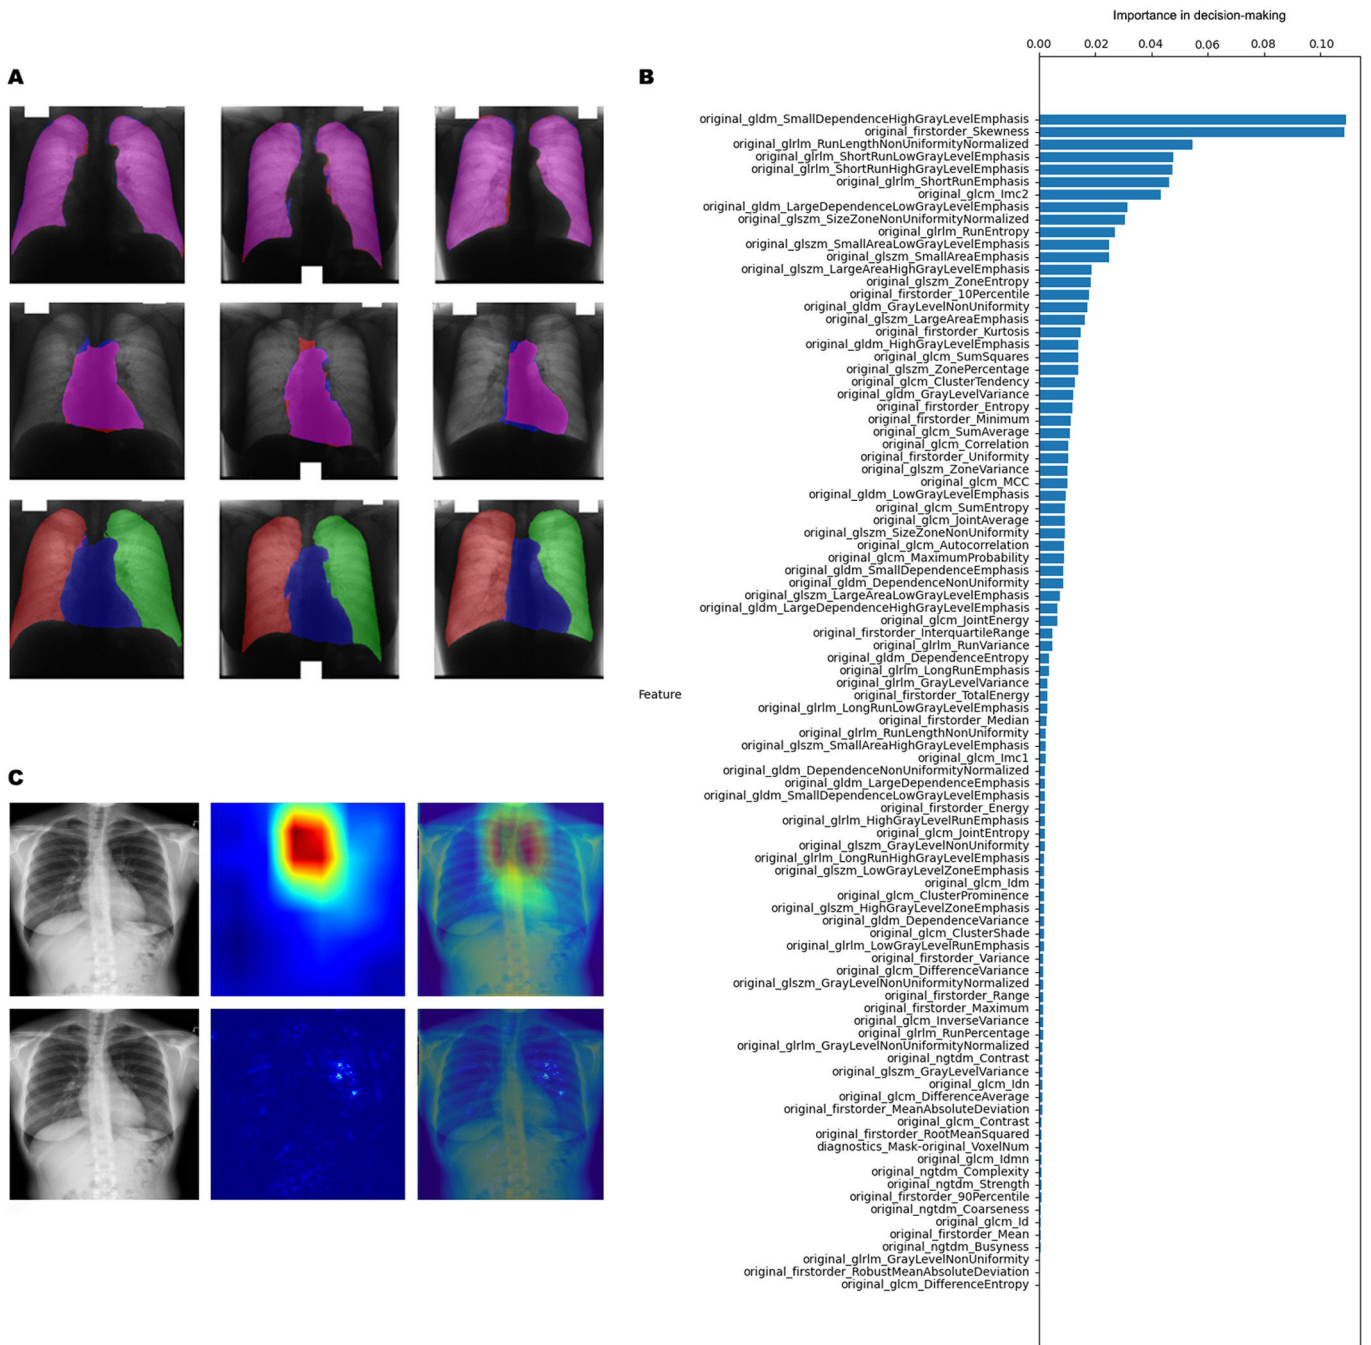 Importance in decision-making
0.00 0.02 0.04 0.06 0.08 0.10
A
B
original_gldm_SmallDependenceHighGrayLevelEmphasis
original_firstorder_Skewness
original_glrlm_RunLengthNonUniformityNormalized
original_glrlm_ShortRunLowGrayLevelEmphasis
original_glrlm_ShortRunHighGrayLevelEmphasis
original_glrlm_ShortRunEmphasis
original_glcm_Imc2
original_gldm_LargeDependenceLowGrayLevelEmphasis
original_glszm_SizeZoneNonUniformityNormalized
original_glrlm_RunEntropy
original_glszm_SmallAreaLowGrayLevelEmphasis
original_glszm_SmallAreaEmphasis
original_glszm_LargeAreaHighGrayLevelEmphasis
original_glszm_ZoneEntropy
original_firstorder_10Percentile
original_gldm_GrayLevelNonUniformity
original_glszm_LargeAreaEmphasis
original_firstorder_Kurtosis
original_gldm_HighGrayLevelEmphasis
original_glcm_SumSquares
original_glszm_ZonePercentage
original_glcm_ClusterTendency
original_gldm_GrayLevelVariance
original_firstorder_Entropy
original_firstorder_Minimum
original_glcm_SumAverage
original_glcm_Correlation
original_firstorder_Uniformity
original_glszm_ZoneVariance
original_glcm_MCC
original_gldm_LowGrayLevelEmphasis
original_glcm_SumEntropy
original_glcm_JointAverage
original_glszm_SizeZoneNonUniformity
original_glcm_Autocorrelation
original_glcm_MaximumProbability
original_gldm_SmallDependenceEmphasis
original_gldm_DependenceNonUniformity
original_glszm_LargeAreaLowGrayLevelEmphasis
original_gldm_LargeDependenceHighGrayLevelEmphasis
original_glcm_JointEnergy
original_firstorder_InterquartileRange
original_glrlm_RunVariance
original_gldm_DependenceEntropy
original_glrlm_LongRunEmphasis
original_glrlm_GrayLevelVariance
Feature
original_firstorder_TotalEnergy
original_glrlm_LongRunLowGrayLevelEmphasis
original_firstorder_Median
original_glrlm_RunLengthNonUniformity
original_glszm_SmallAreaHighGrayLevelEmphasis
original_glcm_Imc1
C
original_gldm_DependenceNonUniformityNormalized
original_gldm_LargeDependenceEmphasis
original_gldm_SmallDependenceLowGrayLevelEmphasis
original_firstorder_Energy
original_glrlm_HighGrayLevelRunEmphasis
original_glcm_JointEntropy
original_glszm_GrayLevelNonUniformity
original_glrlm_LongRunHighGrayLevelEmphasis
original_glszm_LowGrayLevelZoneEmphasis
original_glcm_Idm
original_glcm_ClusterProminence
original_glszm_HighGrayLevelZoneEmphasis
original_gldm_DependenceVariance
original_glcm_ClusterShade
original_glrlm_LowGrayLevelRunEmphasis
original_firstorder_Variance
original_glcm_DifferenceVariance
original_glszm_GrayLevelNonUniformityNormalized
original_firstorder_Range
original_firstorder_Maximum
original_glcm_InverseVariance
original_glrlm_RunPercentage
original_glrlm_GrayLevelNonUniformityNormalized
original_ngtdm_Contrast
original_glszm_GrayLevelVariance
original_glcm_Idn
original_glcm_DifferenceAverage
original_firstorder_MeanAbsoluteDeviation
original_glcm_Contrast
original_firstorder_RootMeanSquared
diagnostics_Mask-original_VoxelNum
original_glcm_Idmn
original_ngtdm_Complexity
original_ngtdm_Strength
original_firstorder_90Percentile
original_ngtdm_Coarseness
original_glcm_Id
original_firstorder_Mean
original_ngtdm_Busyness
original_glrlm_GrayLevelNonUniformity
original_firstorder_RobustMeanAbsoluteDeviation
original_glcm_DifferenceEntropy